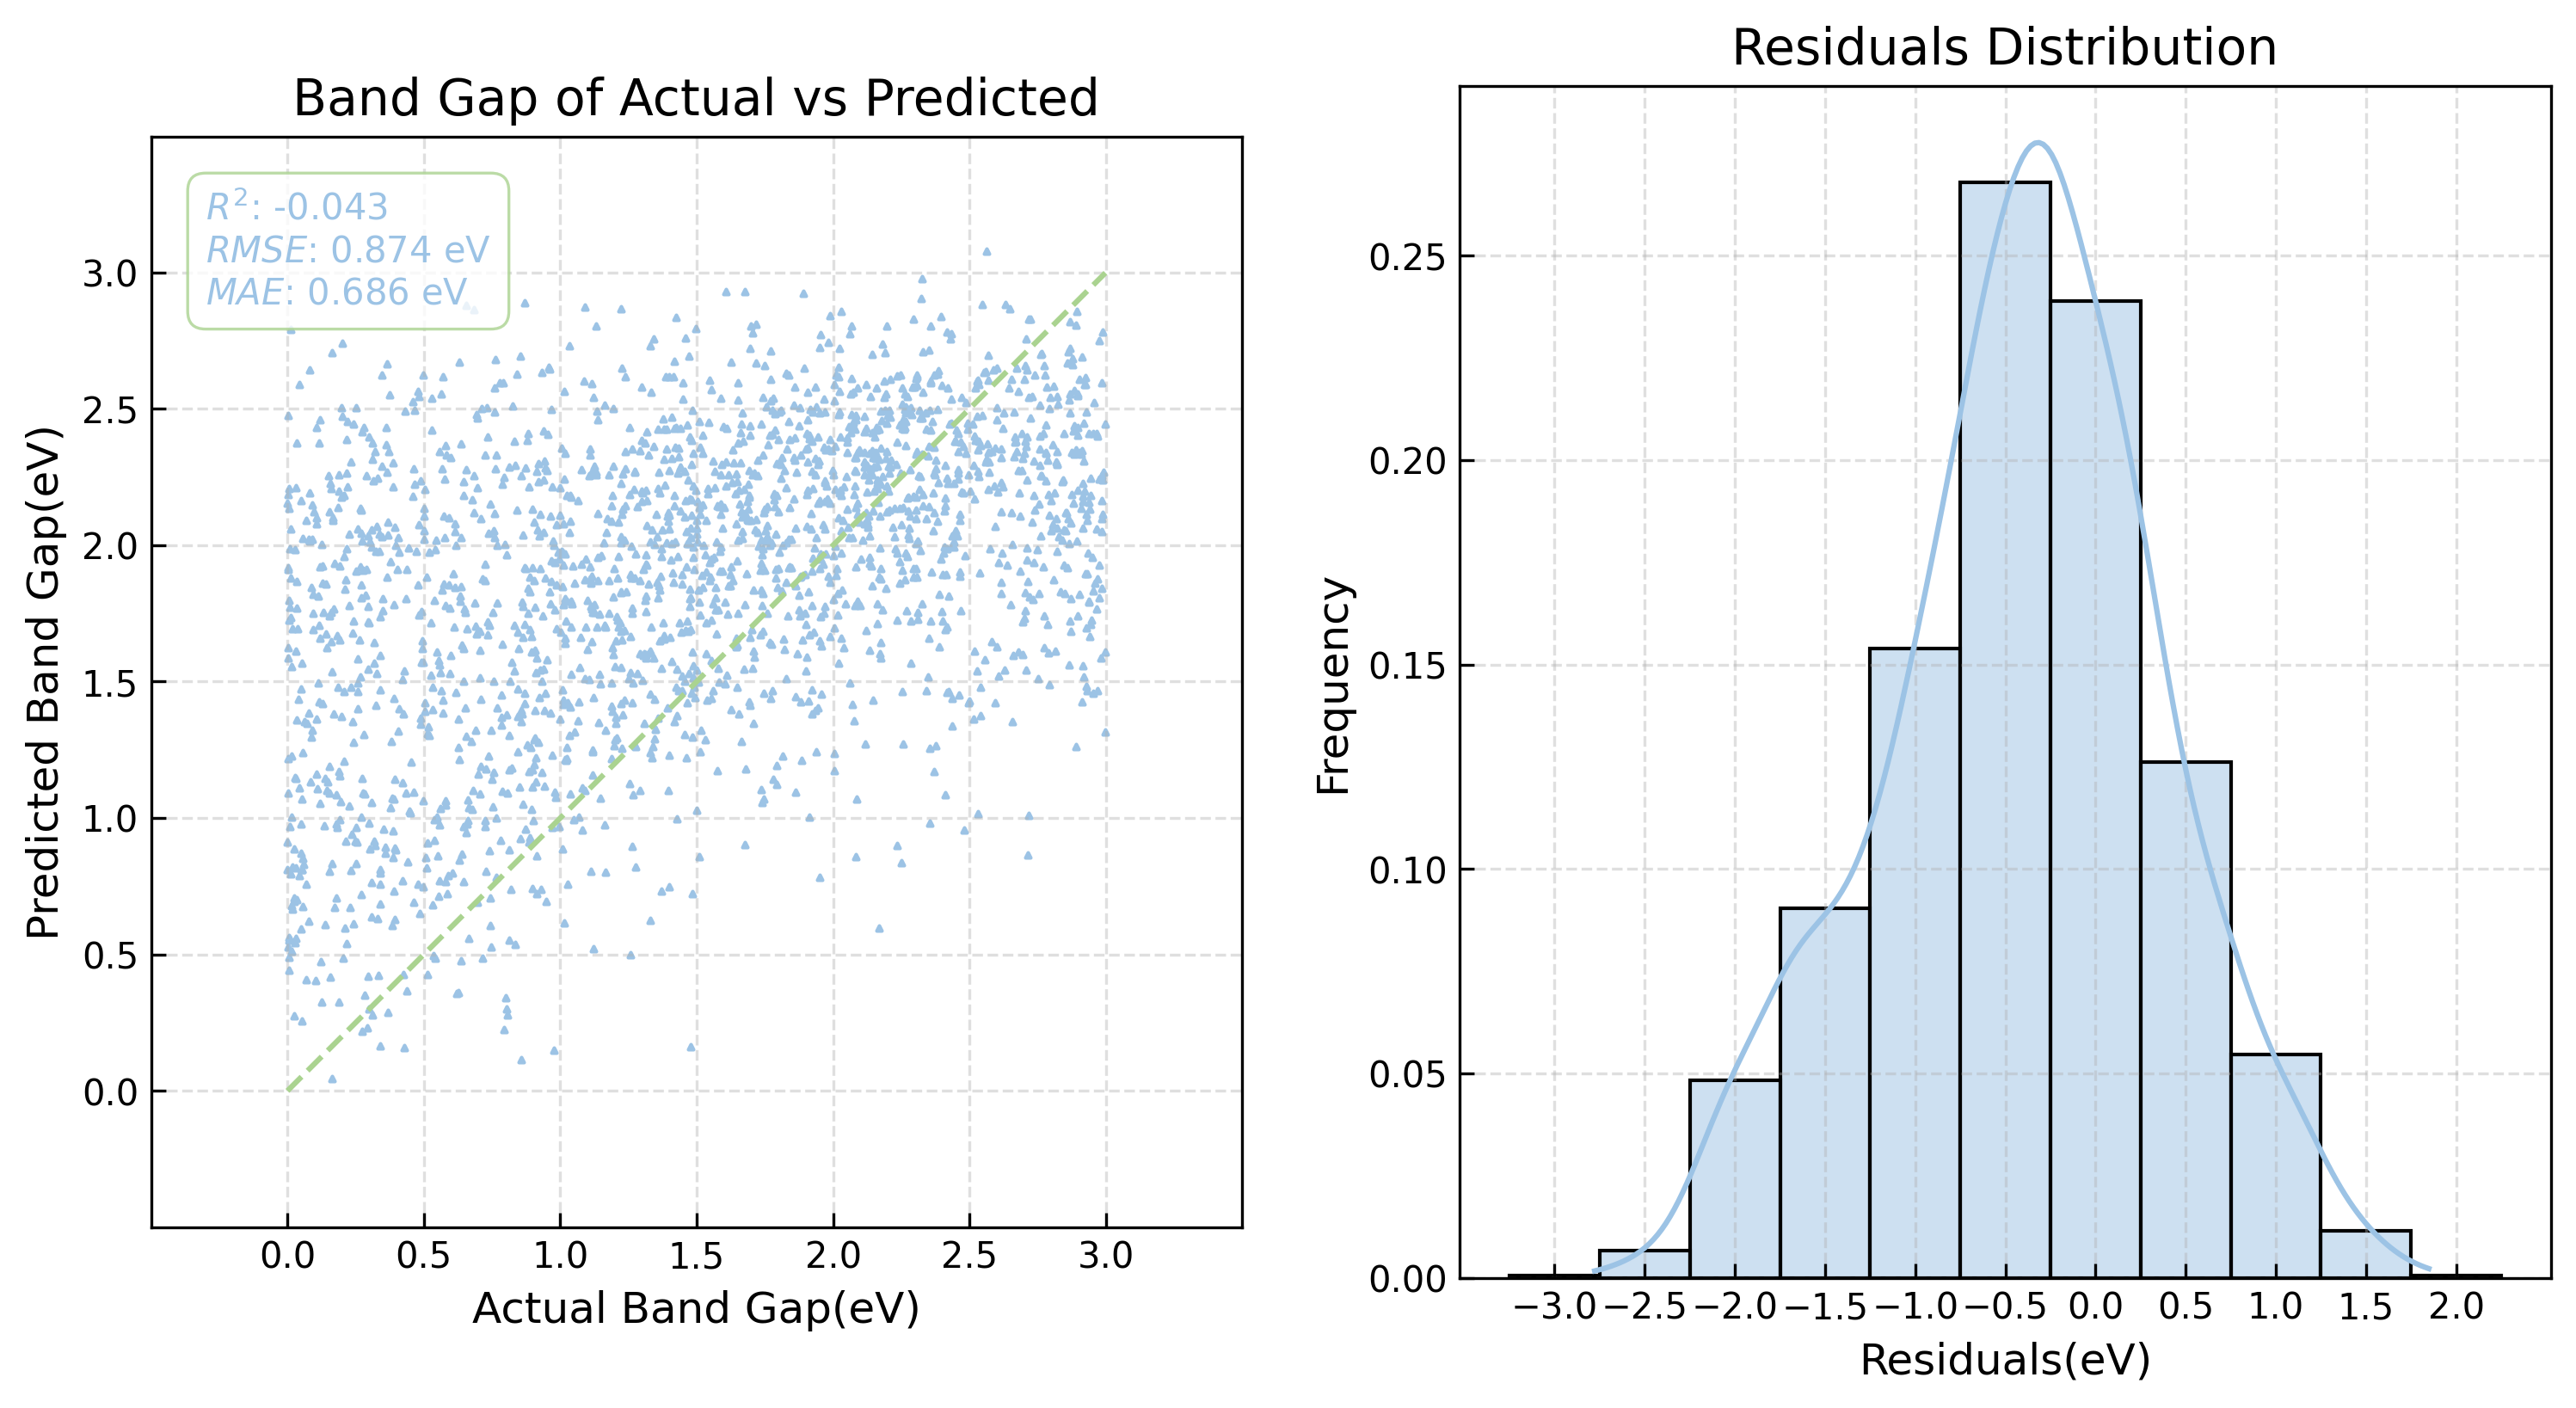 Band Gap of Actual vs Predicted
R²: -0.043
RMSE: 0.874 eV
MAE: 0.686 eV
3.0
2.5
2.0
1.5
1.0
0.5
0.0
Predicted Band Gap(eV)
0.0 0.5 1.0 1.5 2.0 2.5 3.0
Actual Band Gap(eV)
Residuals Distribution
0.25
0.20
0.15
0.10
0.05
0.00
Frequency
−3.0 −2.5 −2.0 −1.5 −1.0 −0.5 0.0 0.5 1.0 1.5 2.0
Residuals(eV)